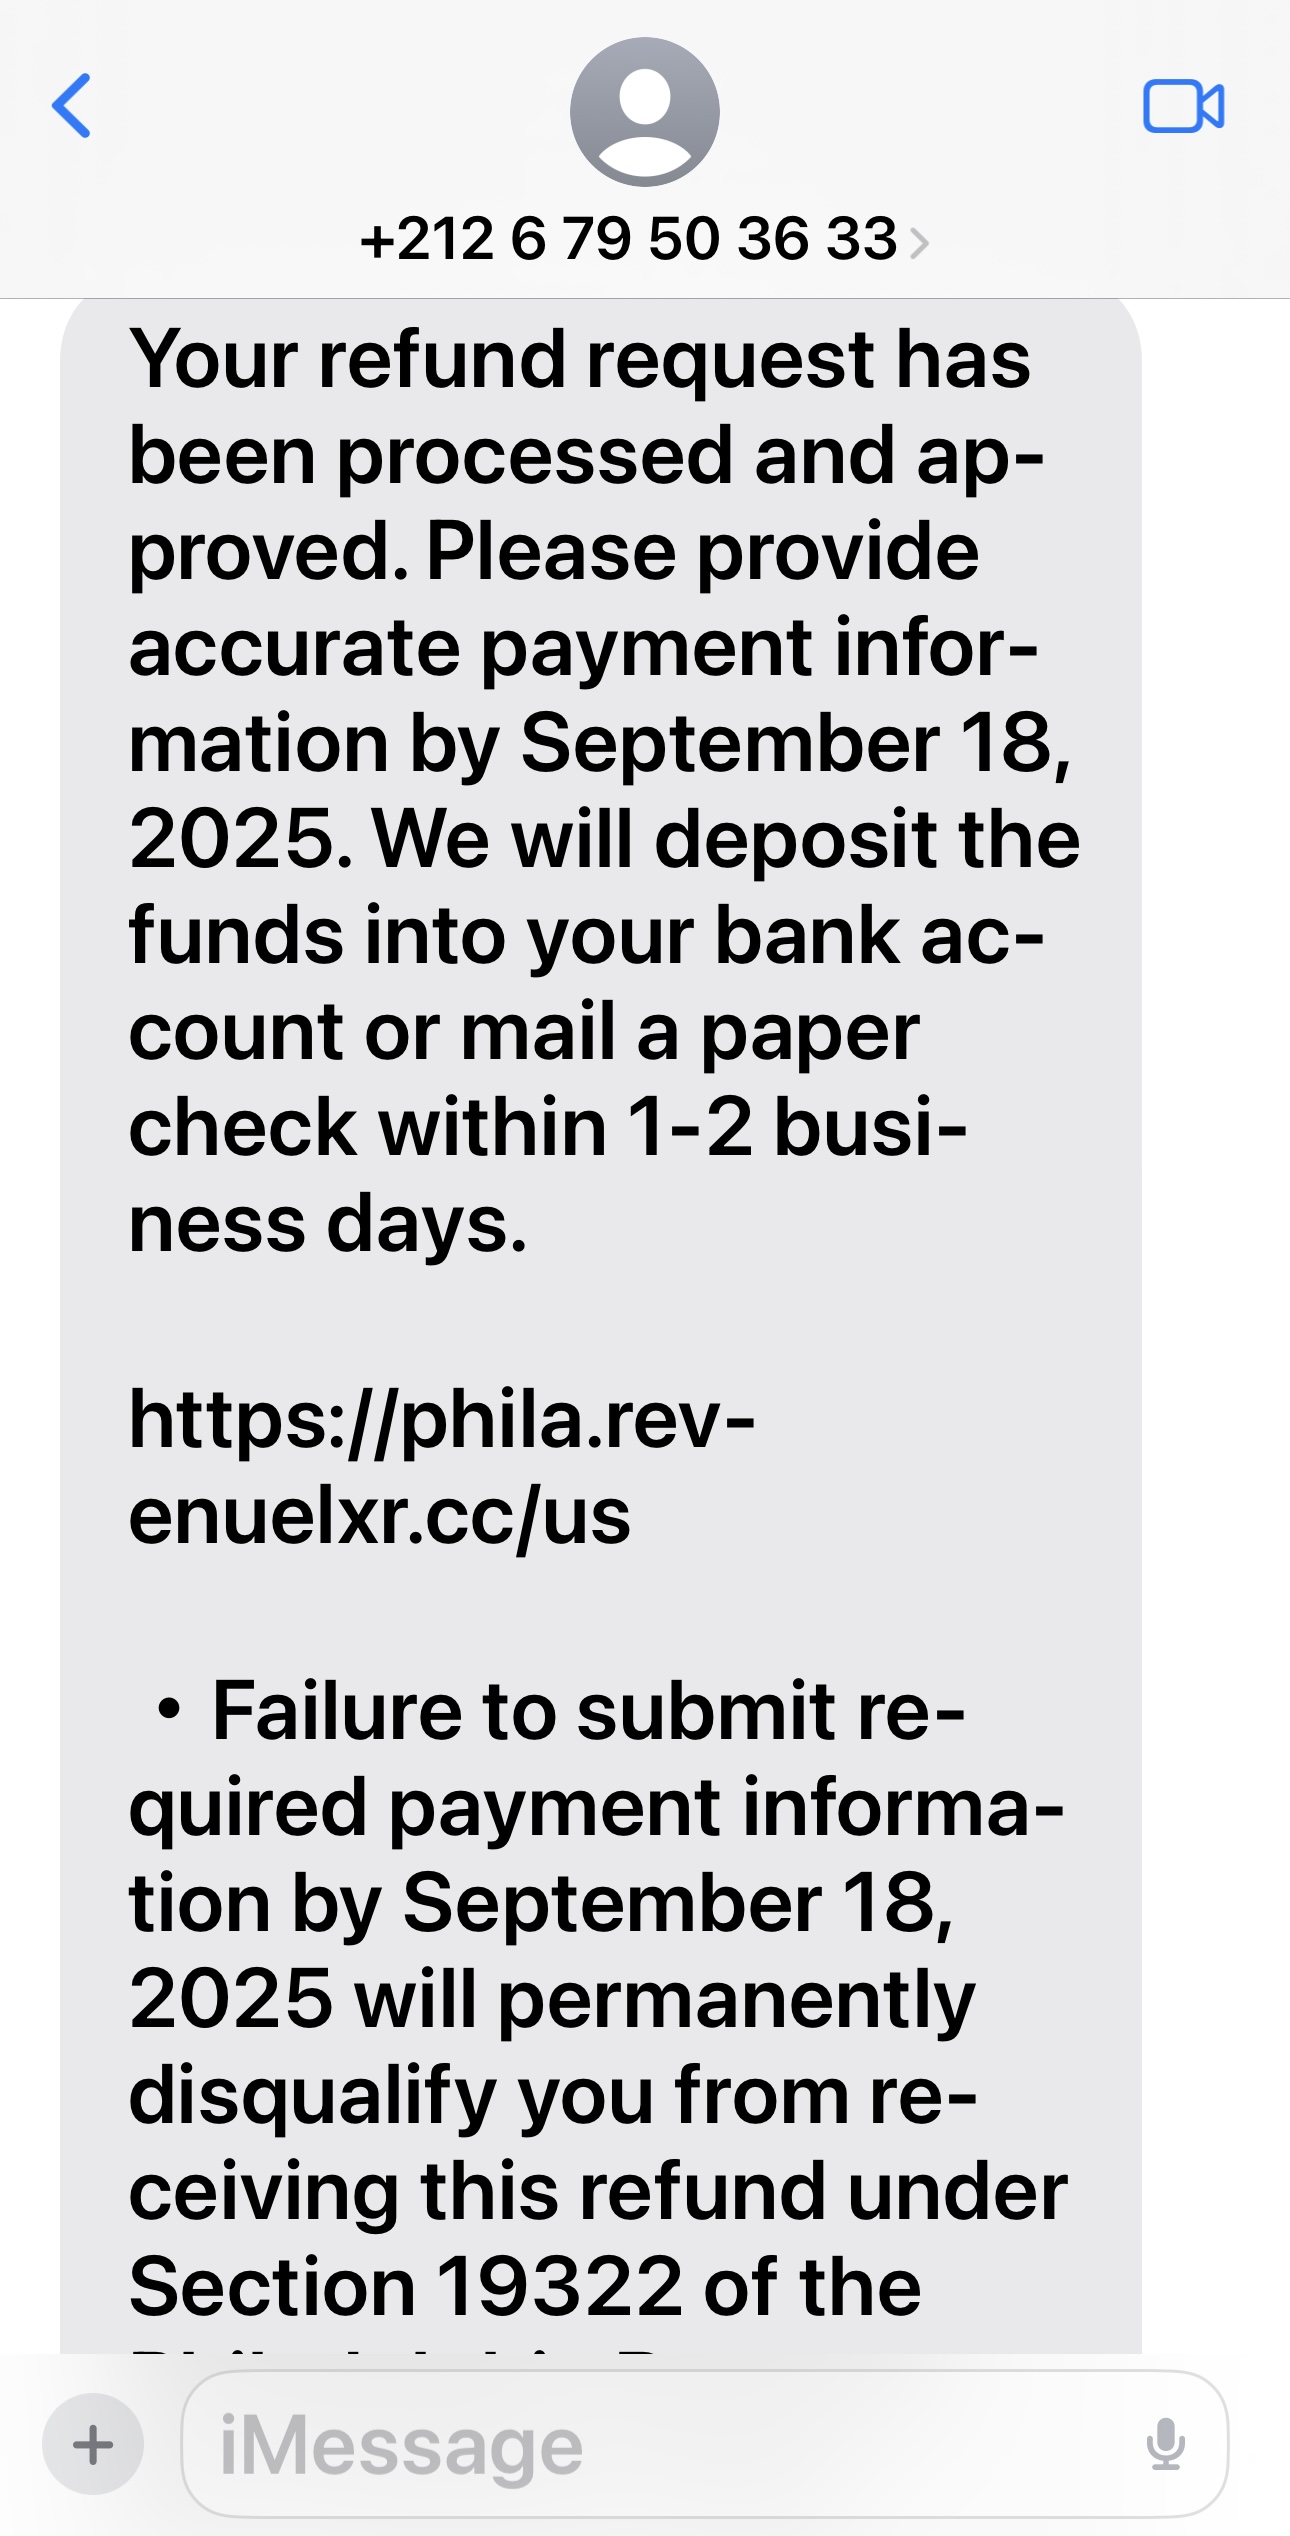 +212 6 79 50 36 33
Your refund request has
been processed and ap-
proved. Please provide
accurate payment infor-
mation by September 18,
2025. We will deposit the
funds into your bank ac-
count or mail a paper
check within 1-2 busi-
ness days.
https://phila.rev-
enuelxr.cc/us
• Failure to submit re-
quired payment informa-
tion by September 18,
2025 will permanently
disqualify you from re-
ceiving this refund under
Section 19322 of the
iMessage